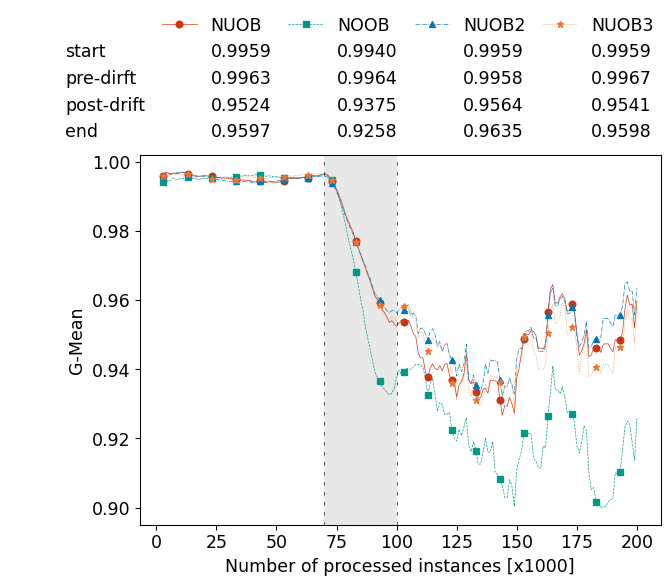 NUOB NOOB NUOB2 NUOB3
start 0.9959 0.9940 0.9959 0.9959
pre-dirft 0.9963 0.9964 0.9958 0.9967
post-drift 0.9524 0.9375 0.9564 0.9541
end 0.9597 0.9258 0.9635 0.9598
1.00
0.98
0.96
0.94
0.92
0.90
G-Mean
0 25 50 75 100 125 150 175 200
Number of processed instances [x1000]